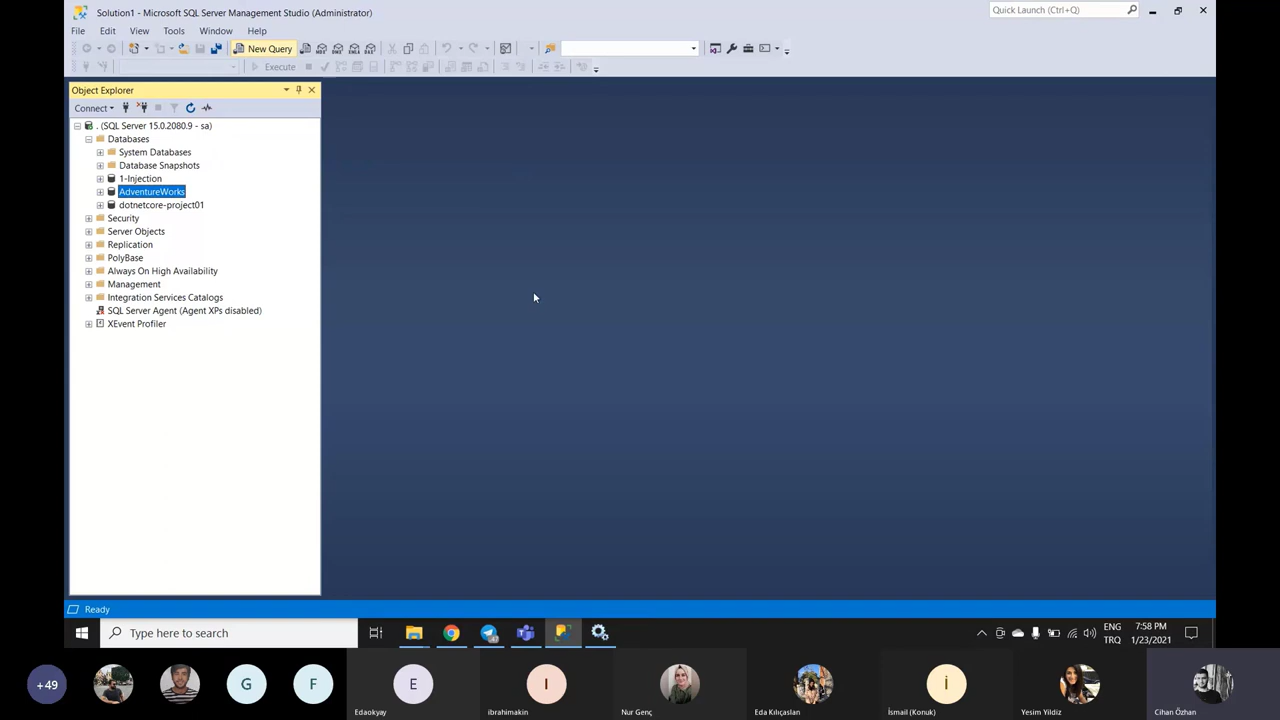 Solution1 - Microsoft SQL Server Management Studio (Administrator)
Quick Launch (Ctrl+Q)
File Edit View Tools Window Help
New Query
Execute
Object Explorer
Connect
. (SQL Server 15.0.2080.9 - sa)
Databases
System Databases
Database Snapshots
1-Injection
AdventureWorks
dotnetcore-project01
Security
Server Objects
Replication
PolyBase
Always On High Availability
Management
Integration Services Catalogs
SQL Server Agent (Agent XPs disabled)
XEvent Profiler
Ready
Type here to search
ENG
TRQ
7:58 PM
1/23/2021
+49
G
F
E
I
İ
Edaokyay
ibrahimakin
Nur Genç
Eda Kılıçaslan
İsmail (Konuk)
Yesim Yildiz
Cihan Özhan